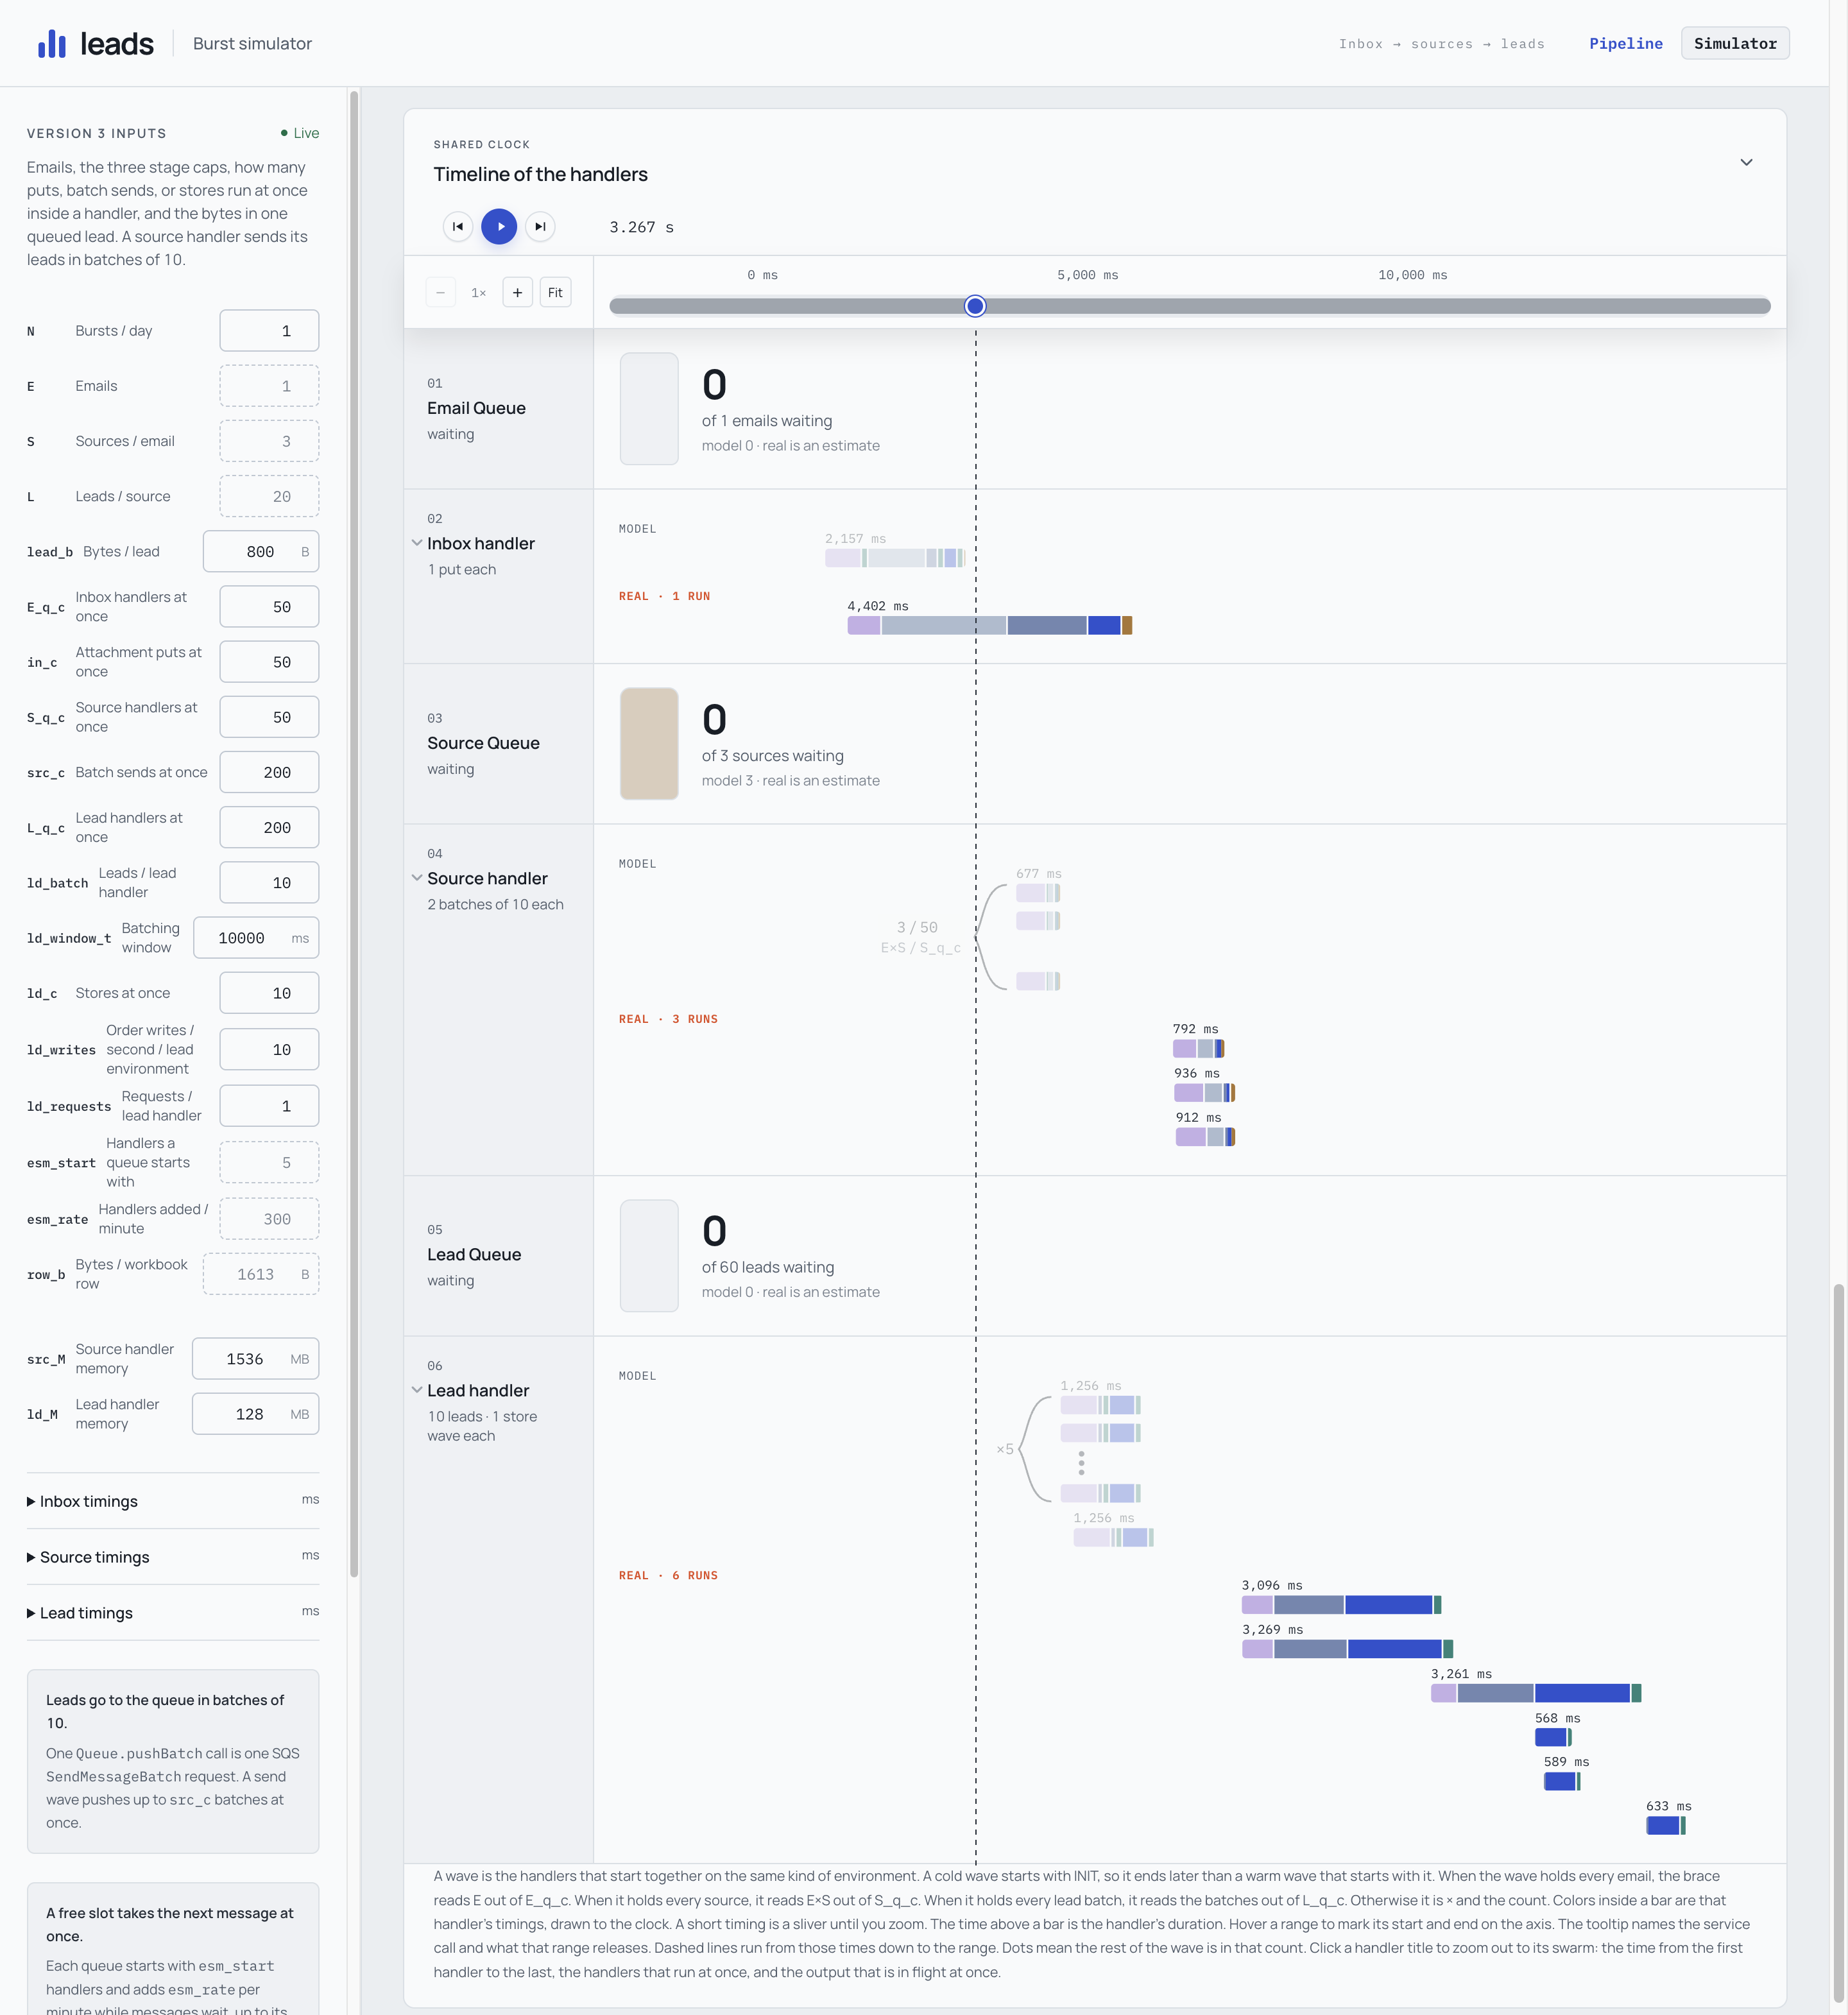 leads
Burst simulator
Inbox → sources → leads
Pipeline
Simulator
VERSION 3 INPUTS
Live
Emails, the three stage caps, how many
puts, batch sends, or stores run at once
inside a handler, and the bytes in one
queued lead. A source handler sends its
leads in batches of 10.
N Bursts / day 1
E Emails 1
S Sources / email 3
L Leads / source 20
lead_b Bytes / lead 800 B
E_q_c Inbox handlers at
once 50
in_c Attachment puts at
once 50
S_q_c Source handlers at
once 50
src_c Batch sends at once 200
L_q_c Lead handlers at
once 200
ld_batch Leads / lead
handler 10
ld_window_t Batching
window 10000 ms
ld_c Stores at once 10
ld_writes Order writes /
second / lead
environment 10
ld_requests Requests /
lead handler 1
esm_start Handlers a
queue starts
with 5
esm_rate Handlers added /
minute 300
row_b Bytes / workbook
row 1613 B
src_M Source handler
memory 1536 MB
ld_M Lead handler
memory 128 MB
Inbox timings ms
Source timings ms
Lead timings ms
Leads go to the queue in batches of
10.
One Queue.pushBatch call is one SQS
SendMessageBatch request. A send
wave pushes up to src_c batches at
once.
A free slot takes the next message at
once.
Each queue starts with esm_start
handlers and adds esm_rate per
minute while messages wait, up to its
SHARED CLOCK
Timeline of the handlers
3.267 s
− 1× + Fit
0 ms 5,000 ms 10,000 ms
01
Email Queue
waiting
0
of 1 emails waiting
model 0 · real is an estimate
02
Inbox handler
1 put each
MODEL
2,157 ms
REAL · 1 RUN
4,402 ms
03
Source Queue
waiting
0
of 3 sources waiting
model 3 · real is an estimate
04
Source handler
2 batches of 10 each
MODEL
677 ms
3 / 50
E×S / S_q_c
REAL · 3 RUNS
792 ms
936 ms
912 ms
05
Lead Queue
waiting
0
of 60 leads waiting
model 0 · real is an estimate
06
Lead handler
10 leads · 1 store
wave each
MODEL
1,256 ms
×5
1,256 ms
REAL · 6 RUNS
3,096 ms
3,269 ms
3,261 ms
568 ms
589 ms
633 ms
A wave is the handlers that start together on the same kind of environment. A cold wave starts with INIT, so it ends later than a warm wave that starts with it. When the wave holds every email, the brace
reads E out of E_q_c. When it holds every source, it reads E×S out of S_q_c. When it holds every lead batch, it reads the batches out of L_q_c. Otherwise it is × and the count. Colors inside a bar are that
handler's timings, drawn to the clock. A short timing is a sliver until you zoom. The time above a bar is the handler's duration. Hover a range to mark its start and end on the axis. The tooltip names the service
call and what that range releases. Dashed lines run from those times down to the range. Dots mean the rest of the wave is in that count. Click a handler title to zoom out to its swarm: the time from the first
handler to the last, the handlers that run at once, and the output that is in flight at once.